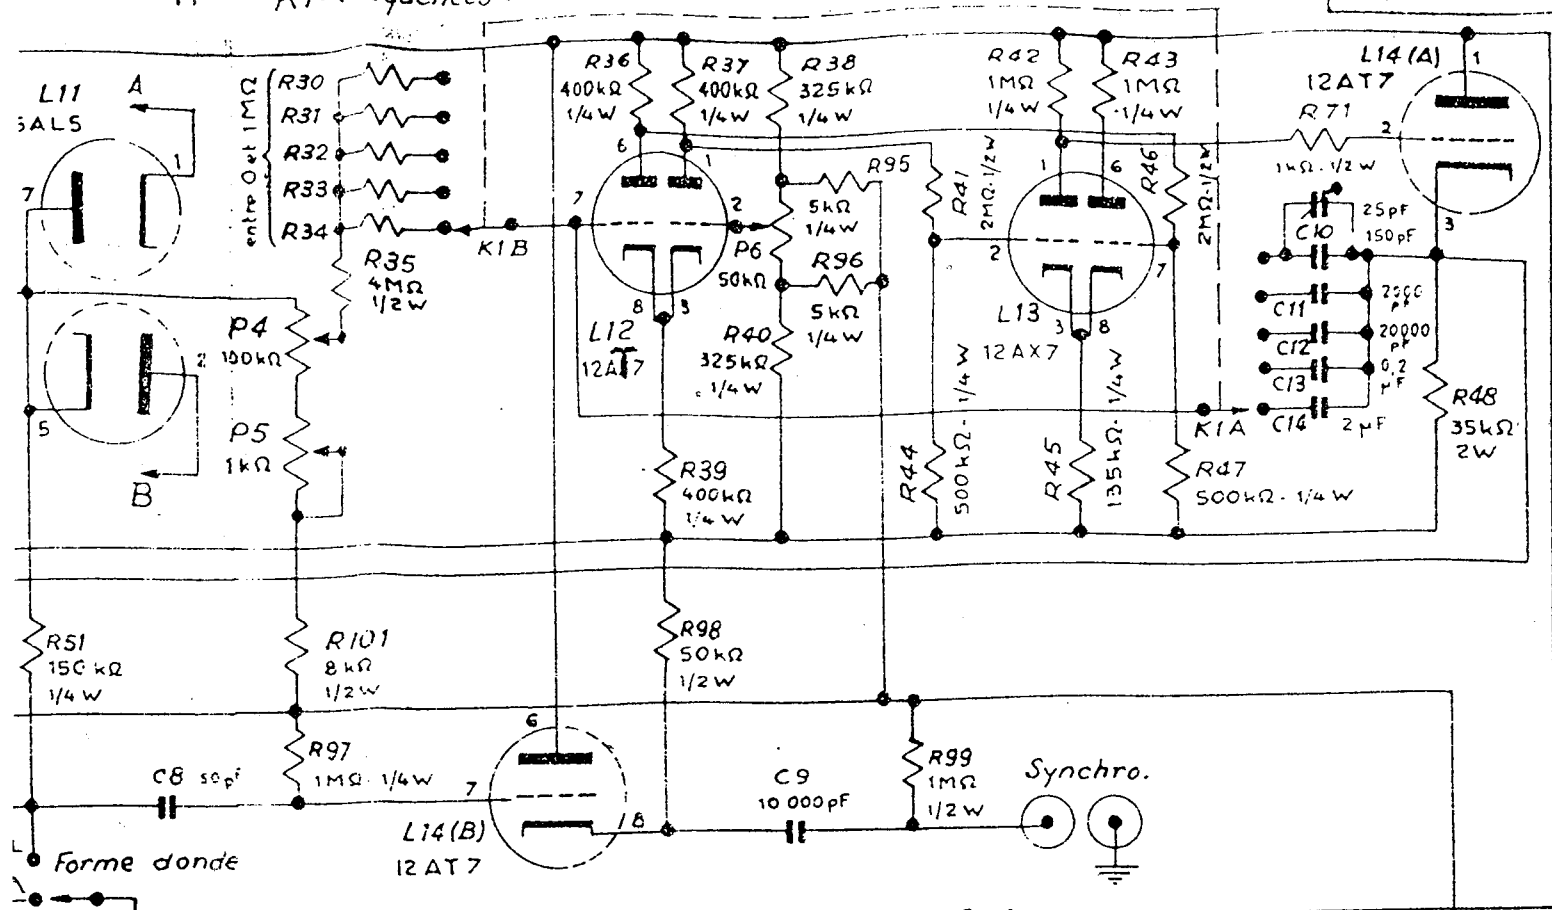 L11
A
1
7
2
5
B
entre 0 et 1MΩ
R30
R31
R32
R33
R34
R35
4MΩ
1/2W
P4
100kΩ
P5
1kΩ
K1B
R36
400kΩ
1/4W
R37
400kΩ
1/4W
R38
325kΩ
1/4W
6
1
7
2
8
3
L12
12AT7
P6
50kΩ
R95
5kΩ
1/4W
R96
5kΩ
1/4W
R40
325kΩ
1/4W
R39
400kΩ
1/4W
R41
2MΩ-1/2W
R42
1MΩ
1/4W
R43
1MΩ
1/4W
1
6
2
7
3
8
L13
12AX7
R46
2MΩ-1/2W
R44
500kΩ-1/4W
R45
135kΩ-1/4W
R47
500kΩ-1/4W
L14(A)
12AT7
1
2
3
R71
1kΩ-1/2W
25pF
C10
150pF
C11
C12
20000
pF
C13
0,2
µF
C14
2µF
K1A
R48
35kΩ
2W
R51
150kΩ
1/4W
R101
8kΩ
1/2W
R98
50kΩ
1/2W
R97
1MΩ-1/4W
C8 50pF
6
7
8
L14(B)
12AT7
C9
10000pF
R99
1MΩ
1/2W
Synchro.
Forme donde